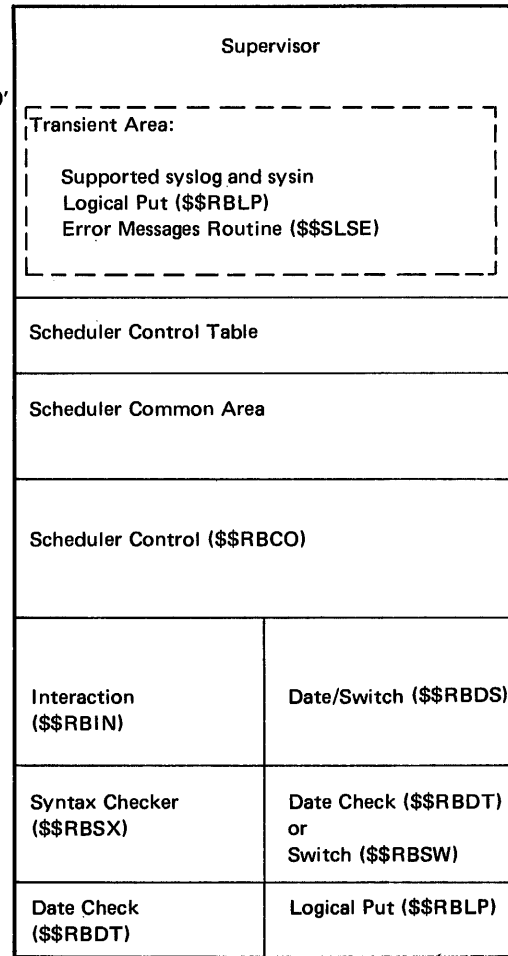 Supervisor
0'
Transient Area:
Supported syslog and sysin
Logical Put ($$RBLP)
Error Messages Routine ($$SLSE)
Scheduler Control Table
Scheduler Common Area
Scheduler Control ($$RBCO)
Interaction
($$RBIN)
Date/Switch ($$RBDS)
Syntax Checker
($$RBSX)
Date Check ($$RBDT)
or
Switch ($$RBSW)
Date Check
($$RBDT)
Logical Put ($$RBLP)